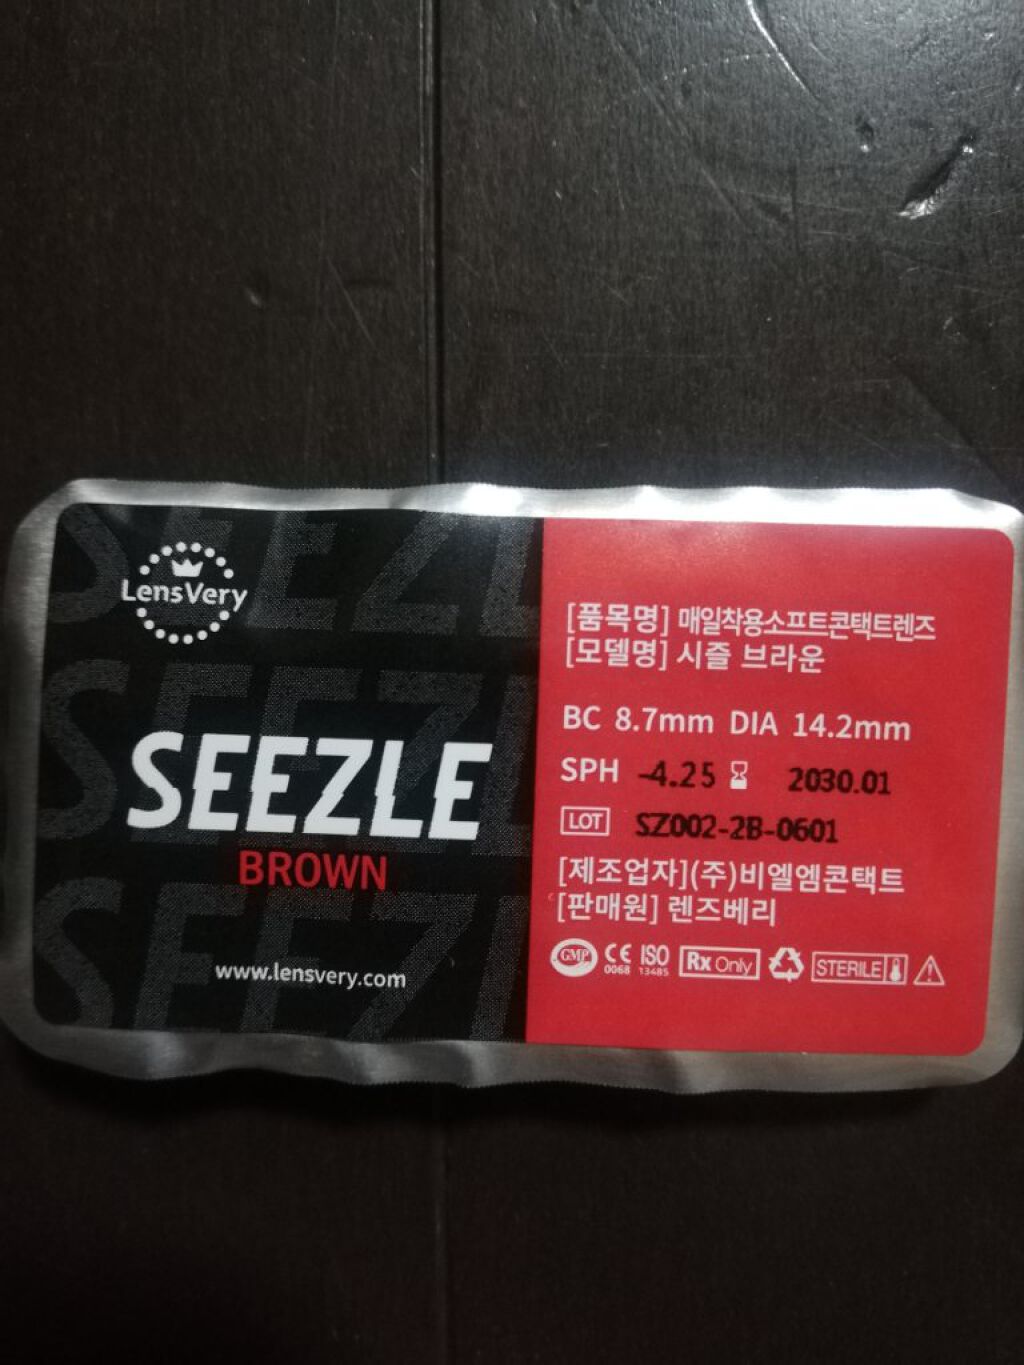 LensVery
SEEZLE
BROWN
www.lensvery.com
[품목명] 매일착용소프트콘택트렌즈
[모델명] 시즐 브라운
BC 8.7mm DIA 14.2mm
SPH -4.25 2030.01
LOT SZ002-2B-0601
[제조업자](주)비엘엠콘택트
[판매원] 렌즈베리
GMP CE 0068 ISO 13485 Rx Only STERILE